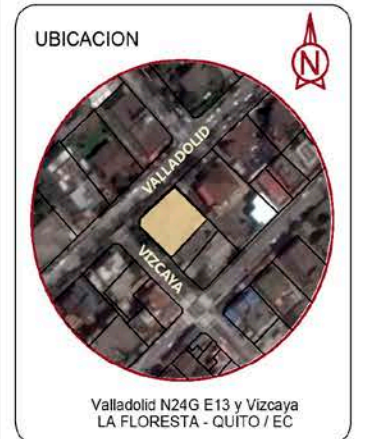 UBICACION
N
VALLADOLID
VIZCAYA
Valladolid N24G E13 y Vizcaya
LA FLORESTA - QUITO / EC